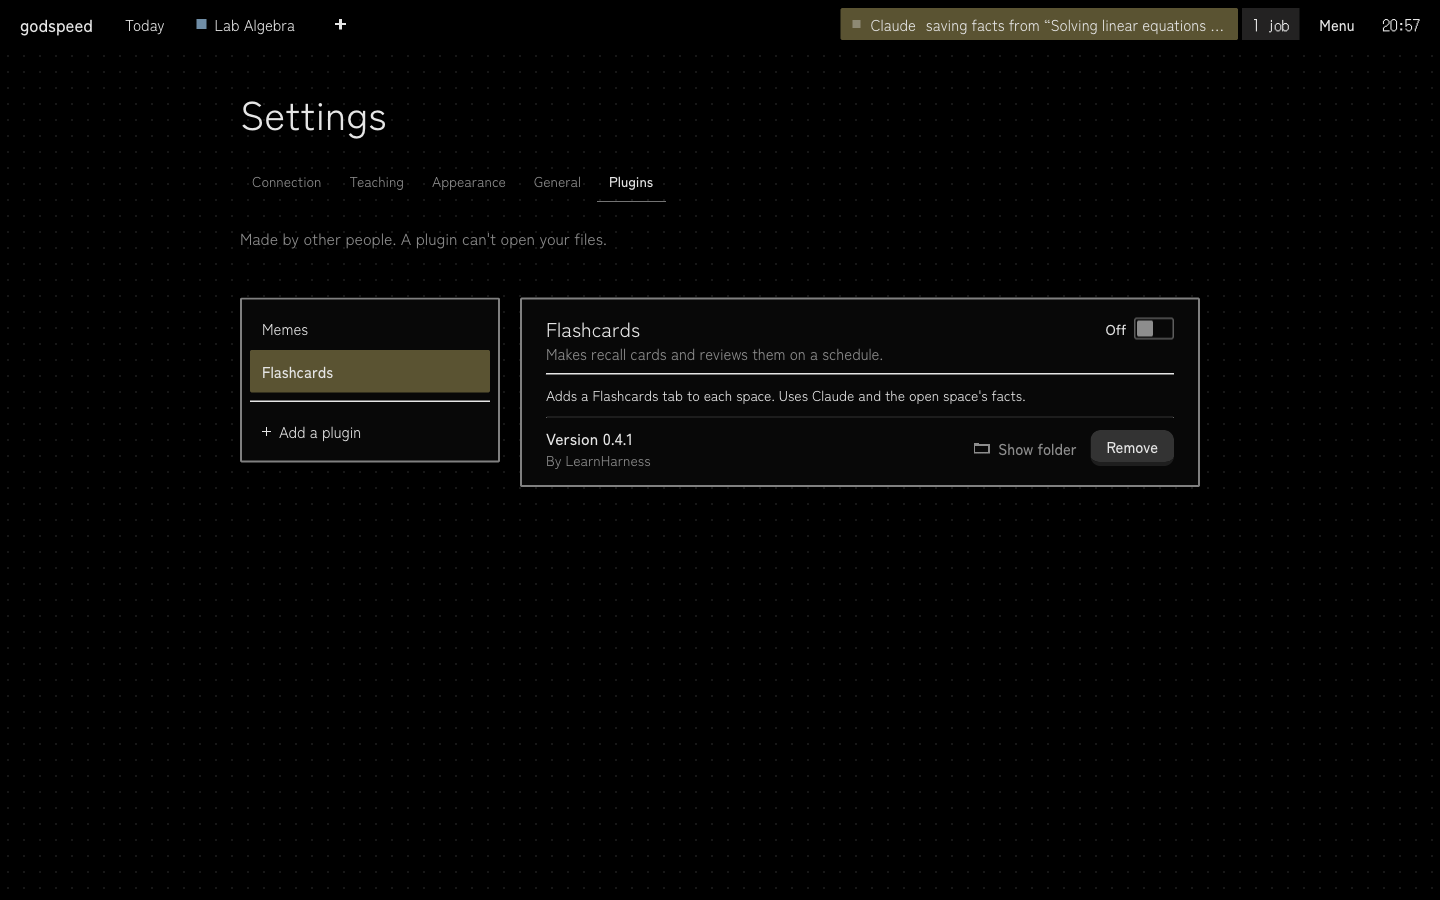 godspeed Today Lab Algebra + Claude saving facts from “Solving linear equations … 1 job Menu 20:57
Settings
Connection Teaching Appearance General Plugins
Made by other people. A plugin can't open your files.
Memes
Flashcards
+ Add a plugin
Flashcards Off
Makes recall cards and reviews them on a schedule.
Adds a Flashcards tab to each space. Uses Claude and the open space's facts.
Version 0.4.1
By LearnHarness
Show folder Remove